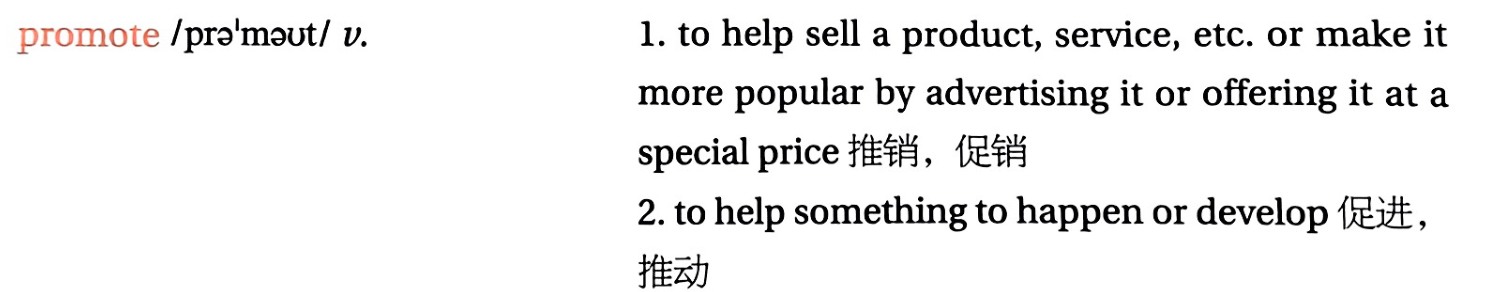 promote /prə'məʊt/ v. 1. to help sell a product, service, etc. or make it
more popular by advertising it or offering it at a
special price 推销，促销
2. to help something to happen or develop 促进，
推动